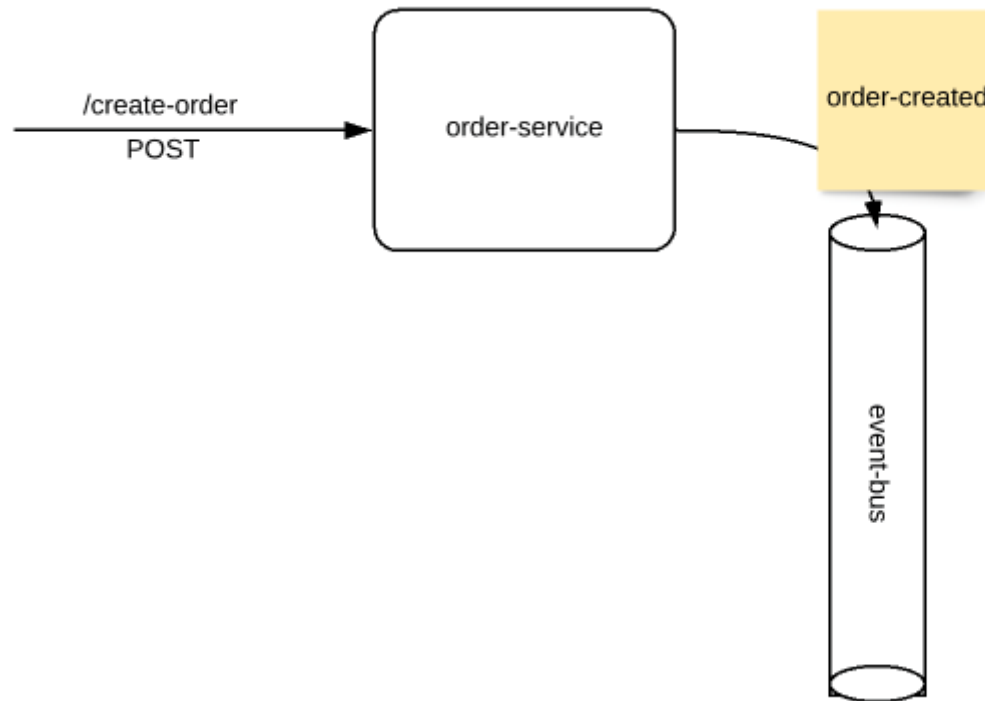 /create-order
POST
order-service
order-created
event-bus